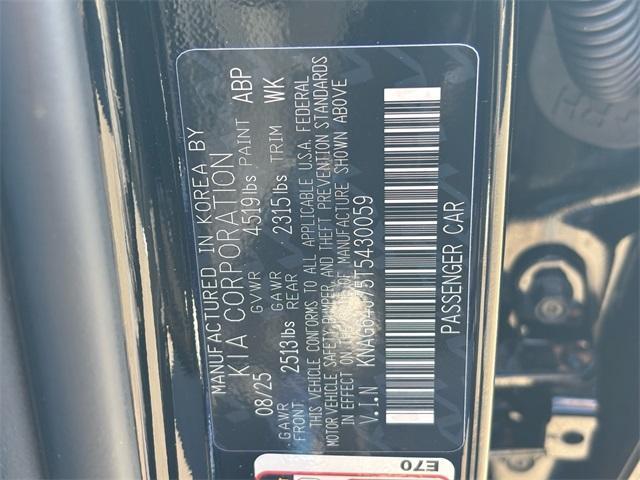 MANUFACTURED IN KOREA BY
KIA CORPORATION
08/25 GVWR 4519lbs PAINT ABP
GAWR FRONT 2513lbs GAWR REAR 2315lbs TRIM WK
THIS VEHICLE CONFORMS TO ALL APPLICABLE U.S.A. FEDERAL
MOTOR VEHICLE SAFETY, BUMPER, AND THEFT PREVENTION STANDARDS
IN EFFECT ON THE DATE OF MANUFACTURE SHOWN ABOVE
V.I.N
PASSENGER CAR
E70